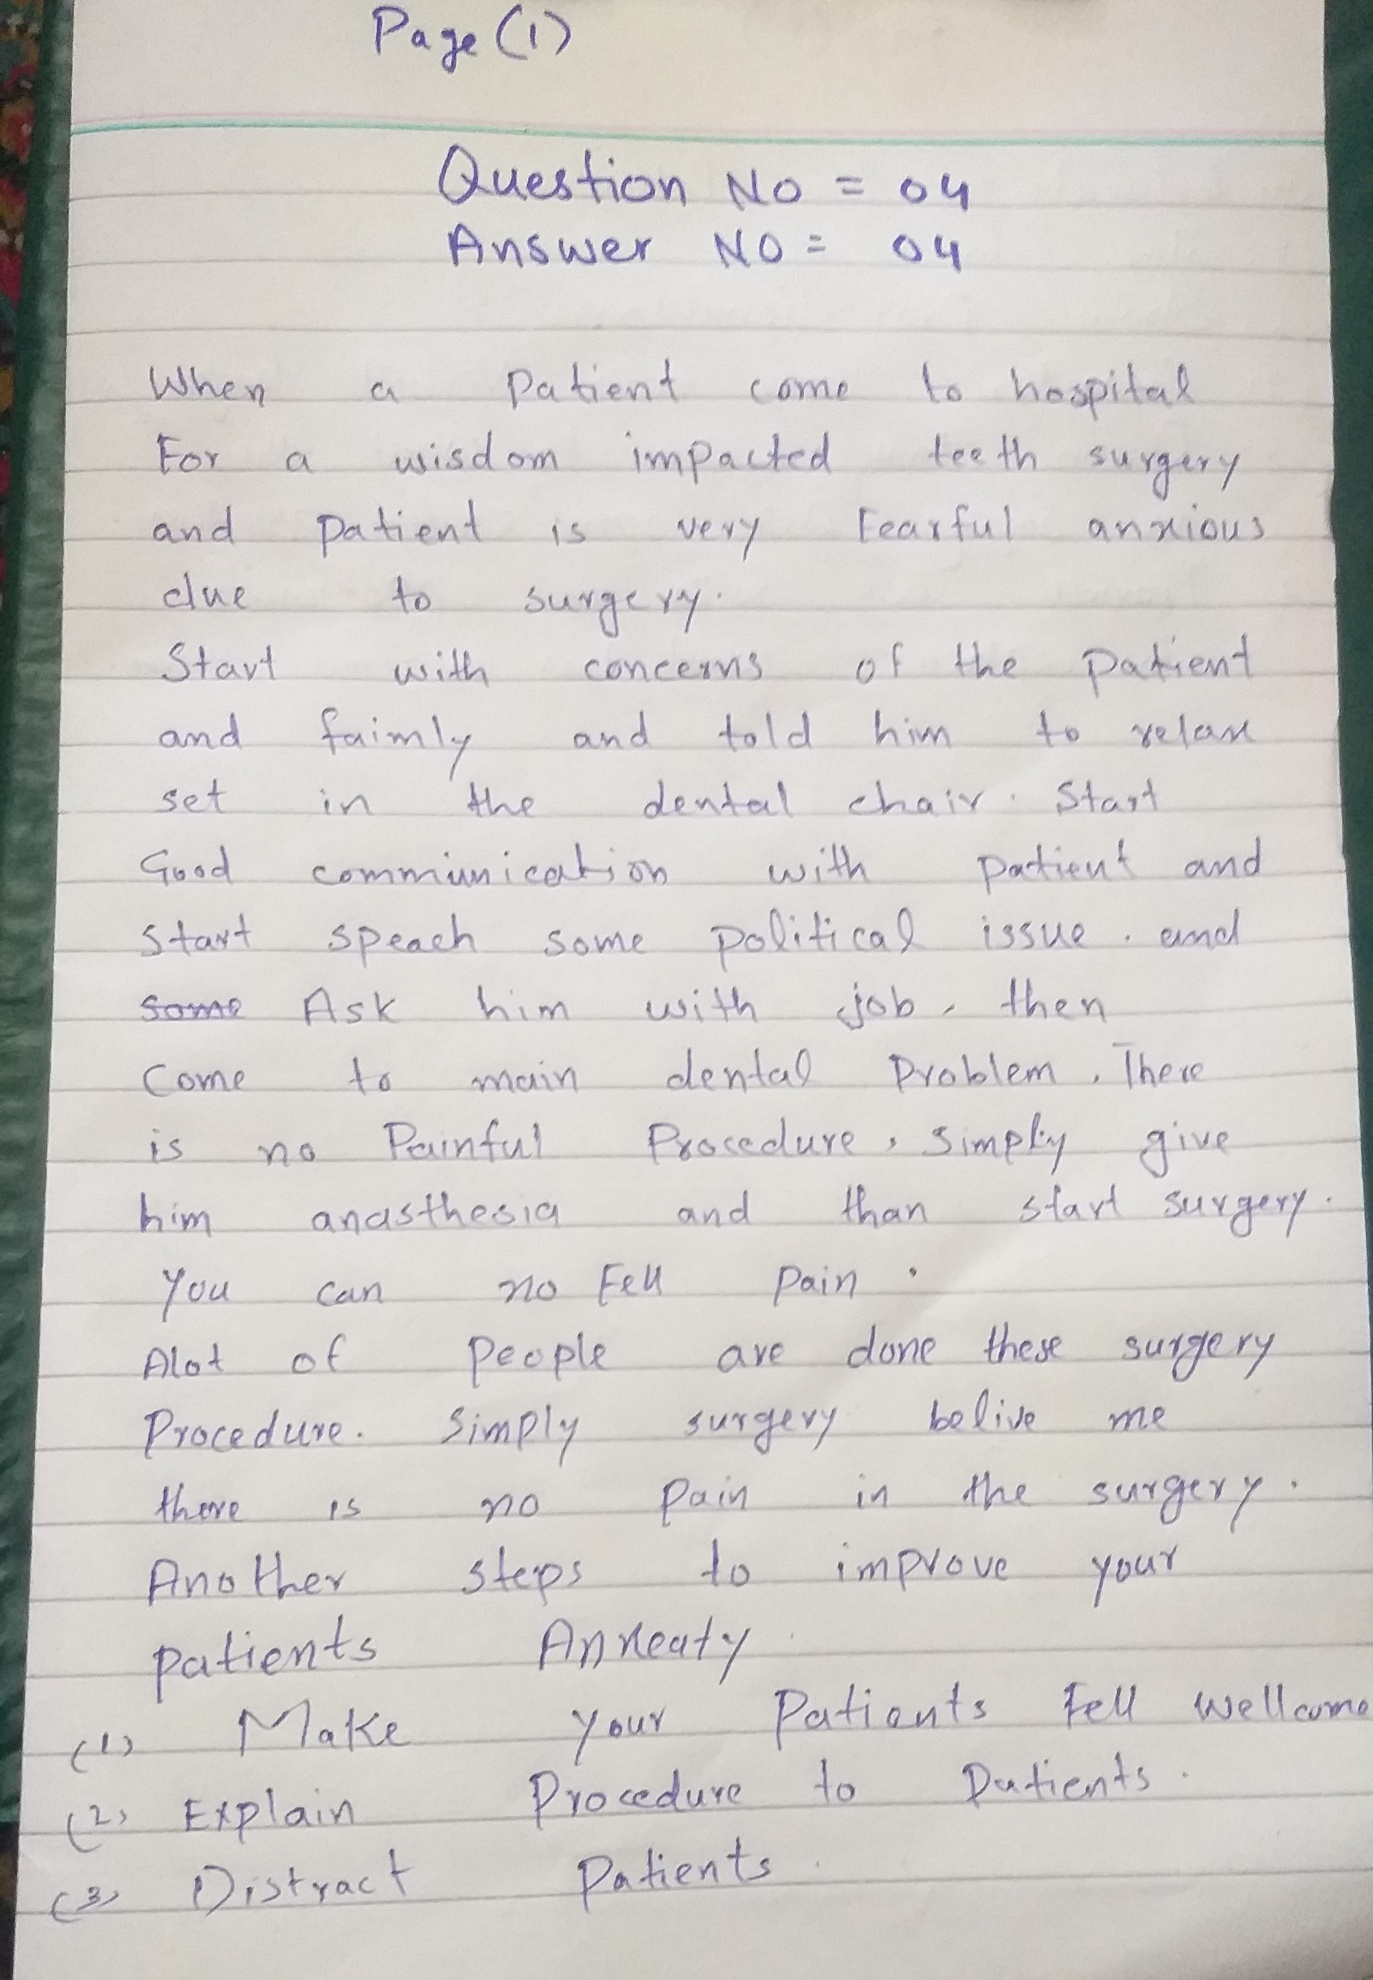 Page (1)
Question No = 04
Answer NO = 04
When a patient come to hospital
For a wisdom impacted teeth surgery
and patient is very fearful anxious
due to surgery.
Start with concerns of the patient
and faimly and told him to relax
set in the dental chair. Start
Good communication with patient and
start speach some political issue. and
some Ask him with job, then
Come to main dental problem. There
is no Painful Procedure, simply give
him anasthesia and than start surgery.
You can no Fell pain.
Alot of people are done these surgery
Procedure. Simply surgery belive me
there is no pain in the surgery.
Another steps to improve your
patients Anxeaty.
(1) Make your Patients Fell wellcome
(2) Explain Procedure to Patients.
(3) Distract Patients.